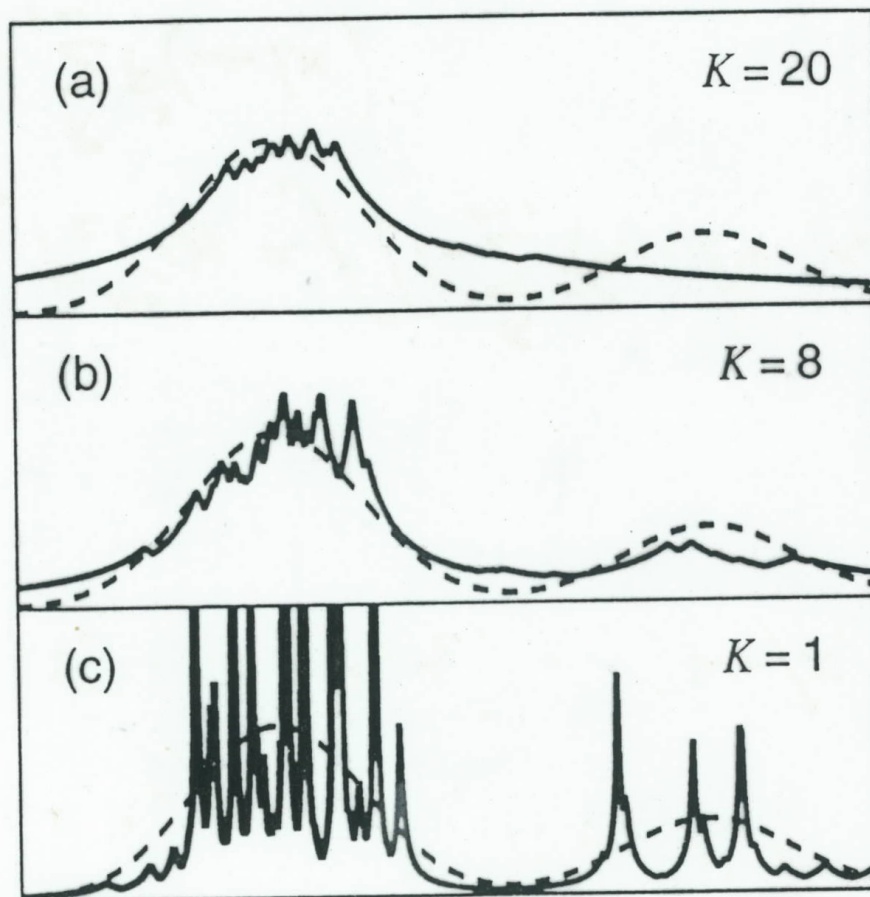 (a) K = 20
(b) K = 8
(c) K = 1